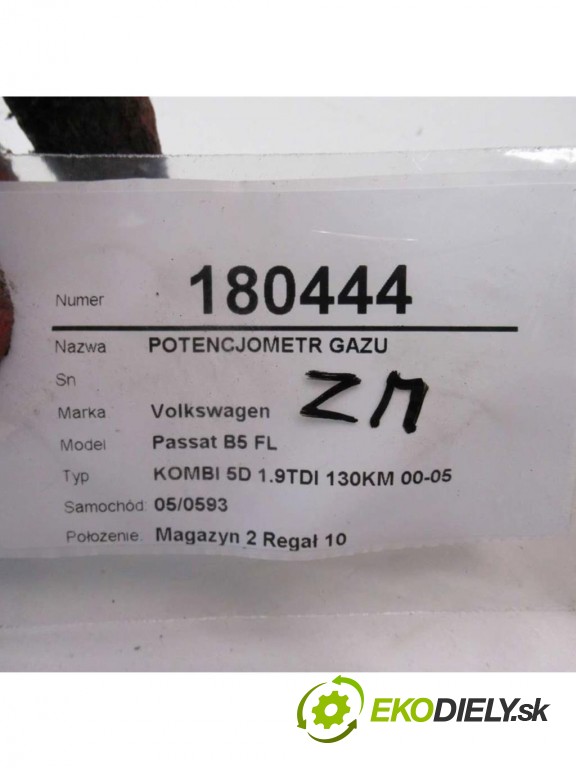 Numer 180444
Nazwa POTENCJOMETR GAZU
Sn
Marka Volkswagen ZM
Model Passat B5 FL
Typ KOMBI 5D 1.9TDI 130KM 00-05
Samochód: 05/0593
Położenie: Magazyn 2 Regał 10
EKODIELY.sk